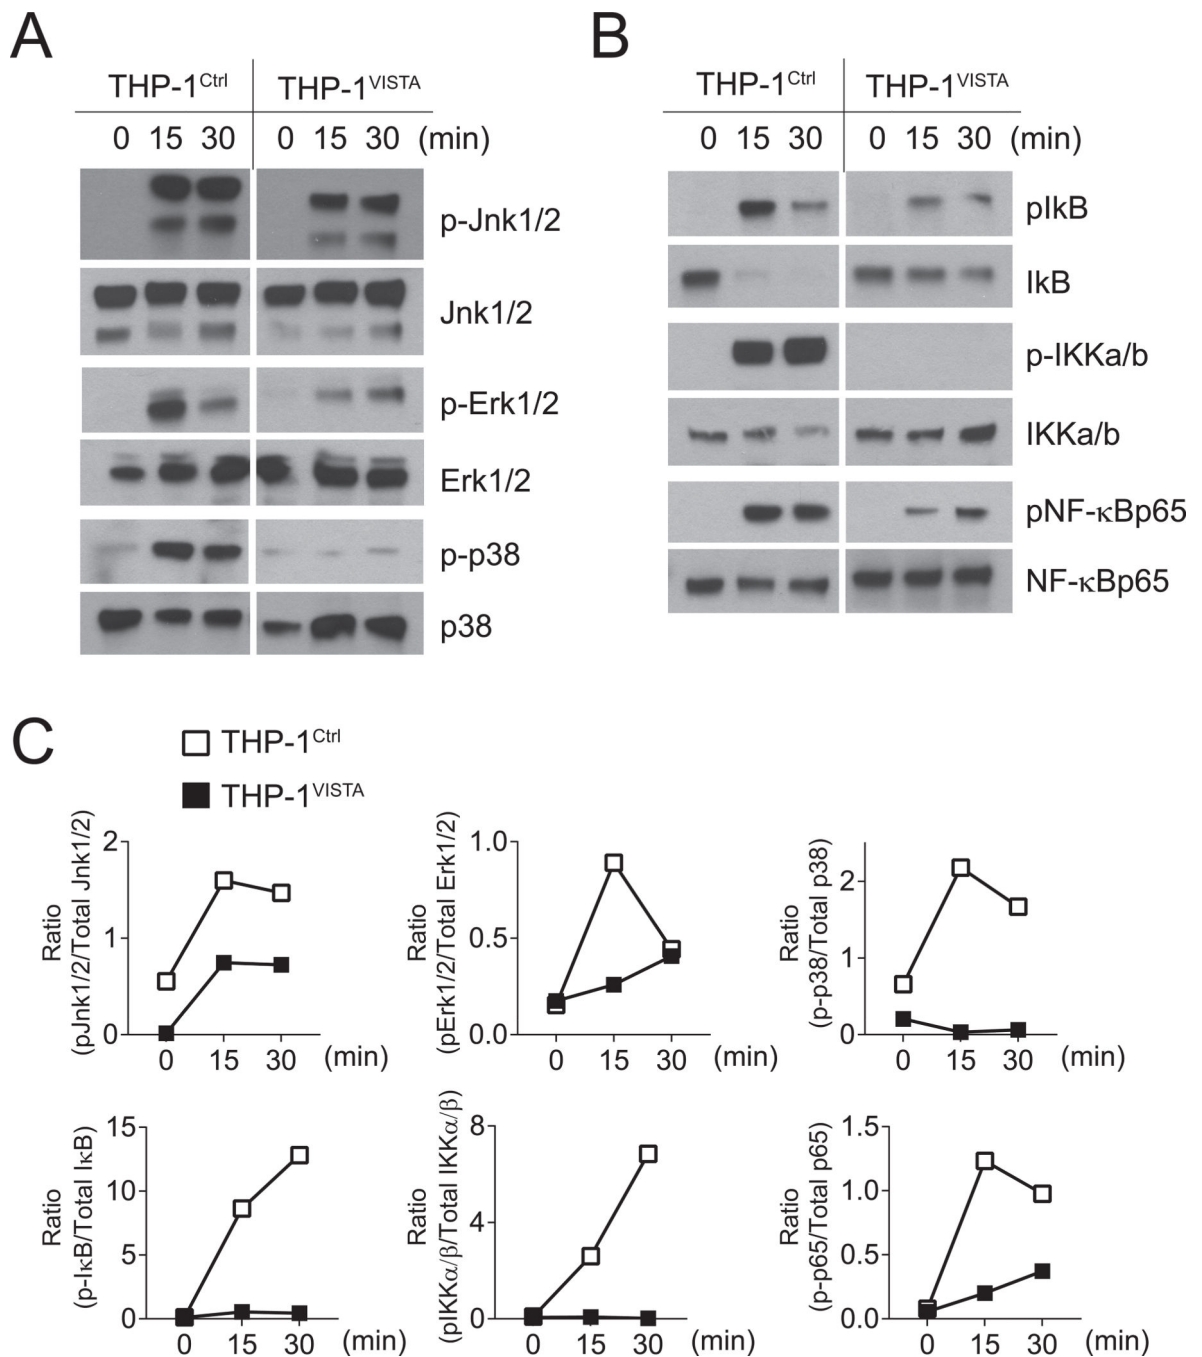 A
THP-1Ctrl THP-1VISTA
0 15 30 0 15 30 (min)
p-Jnk1/2
Jnk1/2
p-Erk1/2
Erk1/2
p-p38
p38
B
THP-1Ctrl THP-1VISTA
0 15 30 0 15 30 (min)
pIkB
IkB
p-IKKa/b
IKKa/b
pNF-κBp65
NF-κBp65
C
THP-1Ctrl
THP-1VISTA
Ratio
(pJnk1/2/Total Jnk1/2)
2
1
0
0 15 30 (min)
Ratio
(pErk1/2/Total Erk1/2)
1.0
0.5
0.0
0 15 30 (min)
Ratio
(p-p38/Total p38)
2
1
0
0 15 30 (min)
Ratio
(p-IκB/Total IκB)
15
10
5
0
0 15 30 (min)
Ratio
(pIKKα/β/Total IKKα/β)
8
4
0
0 15 30 (min)
Ratio
(p-p65/Total p65)
1.5
1.0
0.5
0.0
0 15 30 (min)